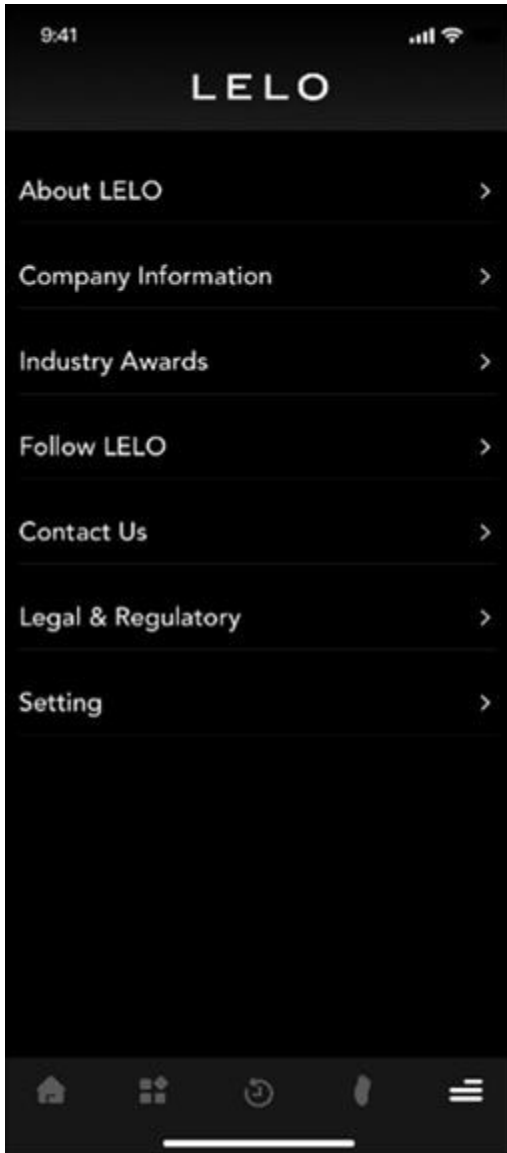 9:41
LELO
About LELO
Company Information
Industry Awards
Follow LELO
Contact Us
Legal & Regulatory
Setting